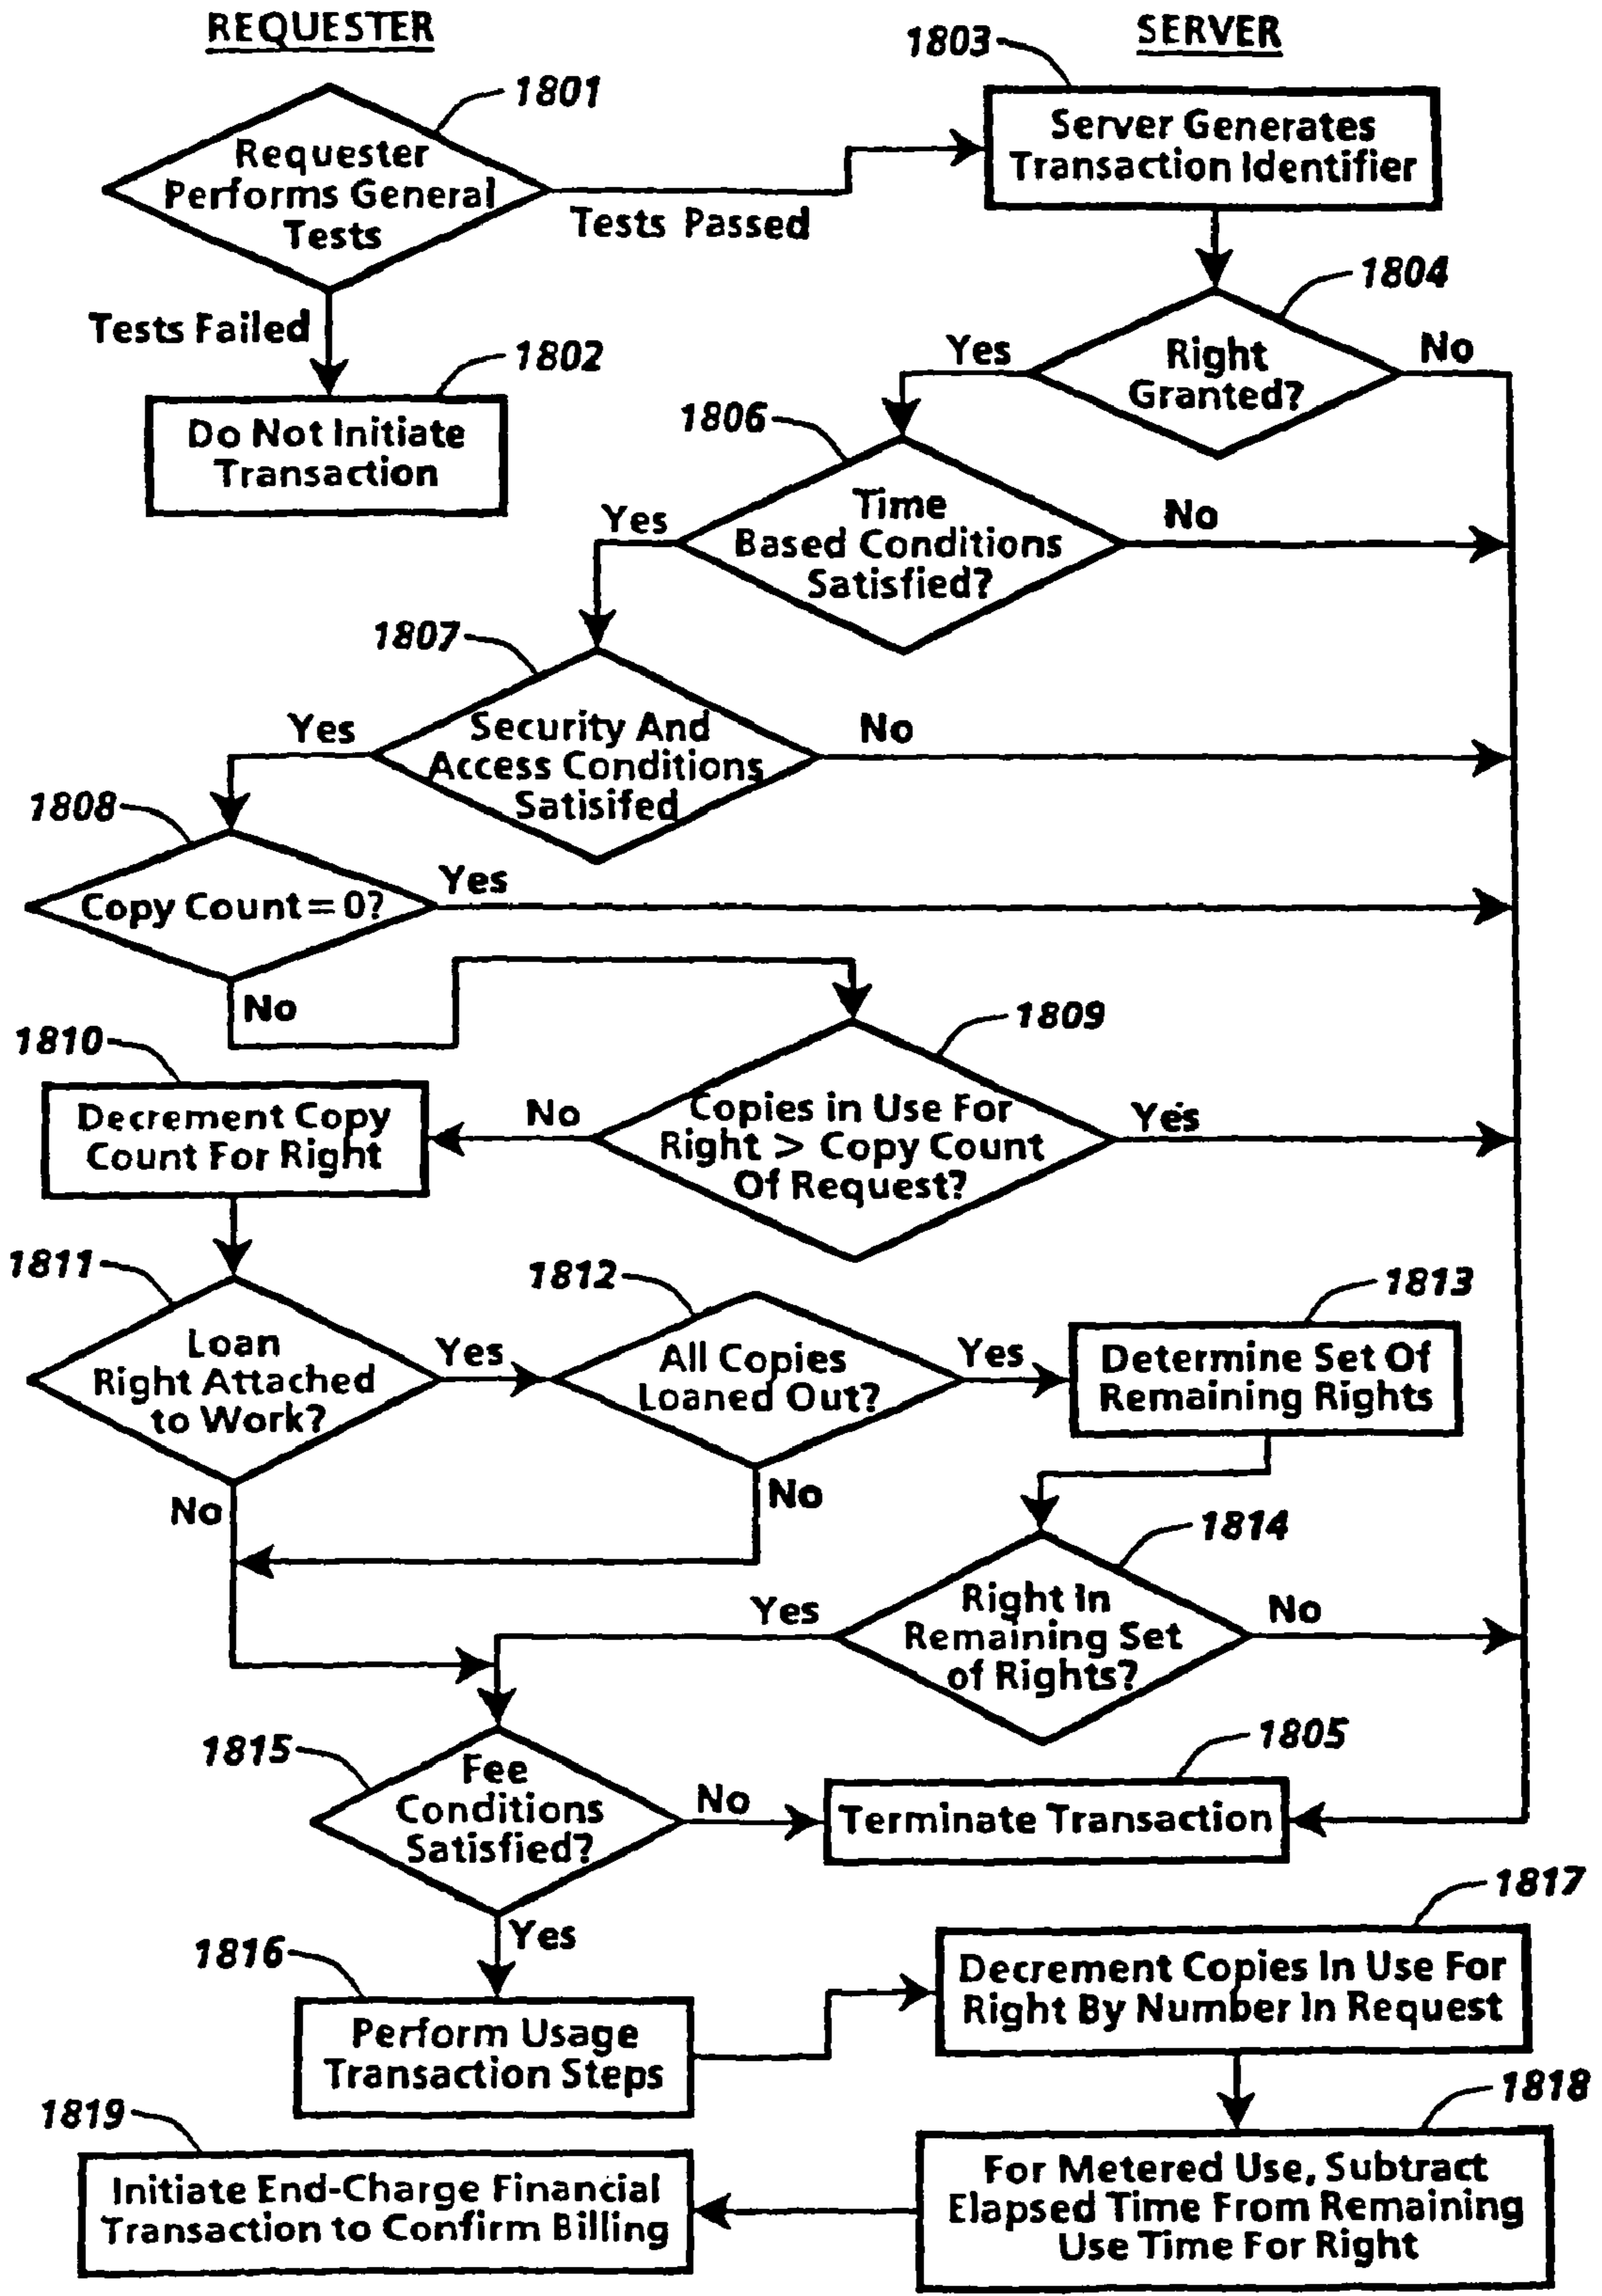 REQUESTER
SERVER
1803
1801
Server Generates
Transaction Identifier
Requester
Performs General
Tests
Tests Passed
1804
Tests Failed
1802
Yes
Right
Granted?
No
Do Not Initiate
Transaction
1806
Time
Based Conditions
Satisfied?
Yes
No
1807
Security And
Access Conditions
Satisifed
Yes
No
1808
Copy Count = 0?
Yes
No
1809
1810
Decrement Copy
Count For Right
No
Copies in Use For
Right > Copy Count
Of Request?
Yes
1811
1812
1813
Loan
Right Attached
to Work?
Yes
All Copies
Loaned Out?
Yes
Determine Set Of
Remaining Rights
No
No
1814
Yes
Right In
Remaining Set
of Rights?
No
1815
1805
Fee
Conditions
Satisfied?
No
Terminate Transaction
Yes
1817
1816
Decrement Copies In Use For
Right By Number In Request
Perform Usage
Transaction Steps
1818
1819
Initiate End-Charge Financial
Transaction to Confirm Billing
For Metered Use, Subtract
Elapsed Time From Remaining
Use Time For Right